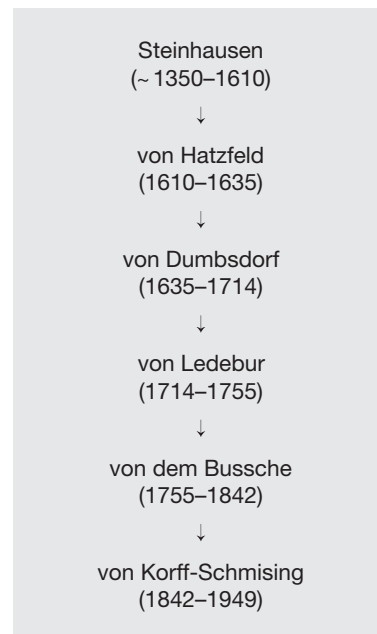 Steinhausen
(~ 1350–1610)
↓
von Hatzfeld
(1610–1635)
↓
von Dumbsdorf
(1635–1714)
↓
von Ledebur
(1714–1755)
↓
von dem Bussche
(1755–1842)
↓
von Korff-Schmising
(1842–1949)